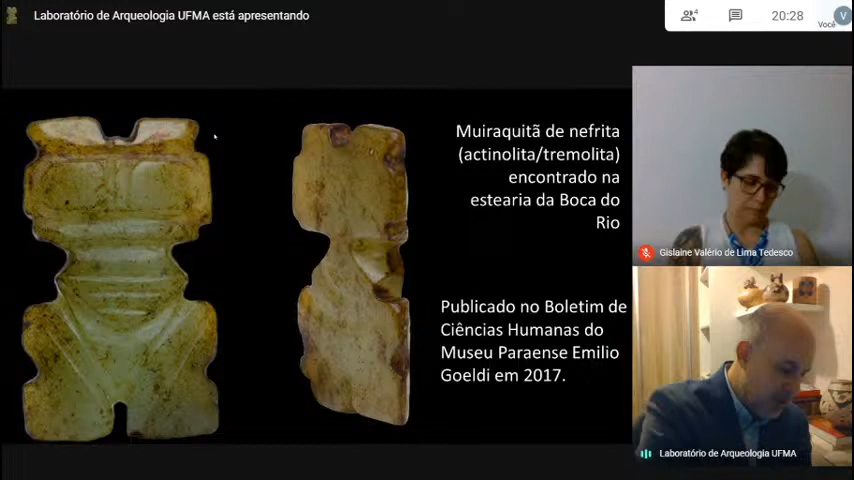 Laboratório de Arqueologia UFMA está apresentando
4
20:28
V
Você
Muiraquitã de nefrita
(actinolita/tremolita)
encontrado na
estearia da Boca do
Rio
Publicado no Boletim de
Ciências Humanas do
Museu Paraense Emilio
Goeldi em 2017.
Gislaine Valério de Lima Tedesco
Laboratório de Arqueologia UFMA